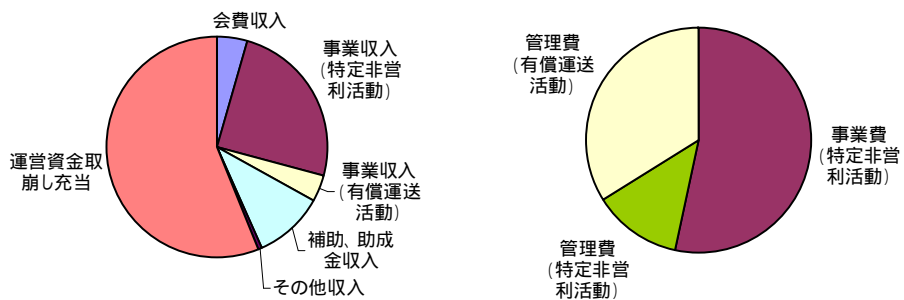 会費収入
事業収入
(特定非営
利活動)
事業収入
(有償運送
活動)
補助、助成
金収入
その他収入
運営資金取
崩し充当
管理費
(有償運送
活動)
事業費
(特定非営
利活動)
管理費
(特定非営
利活動)